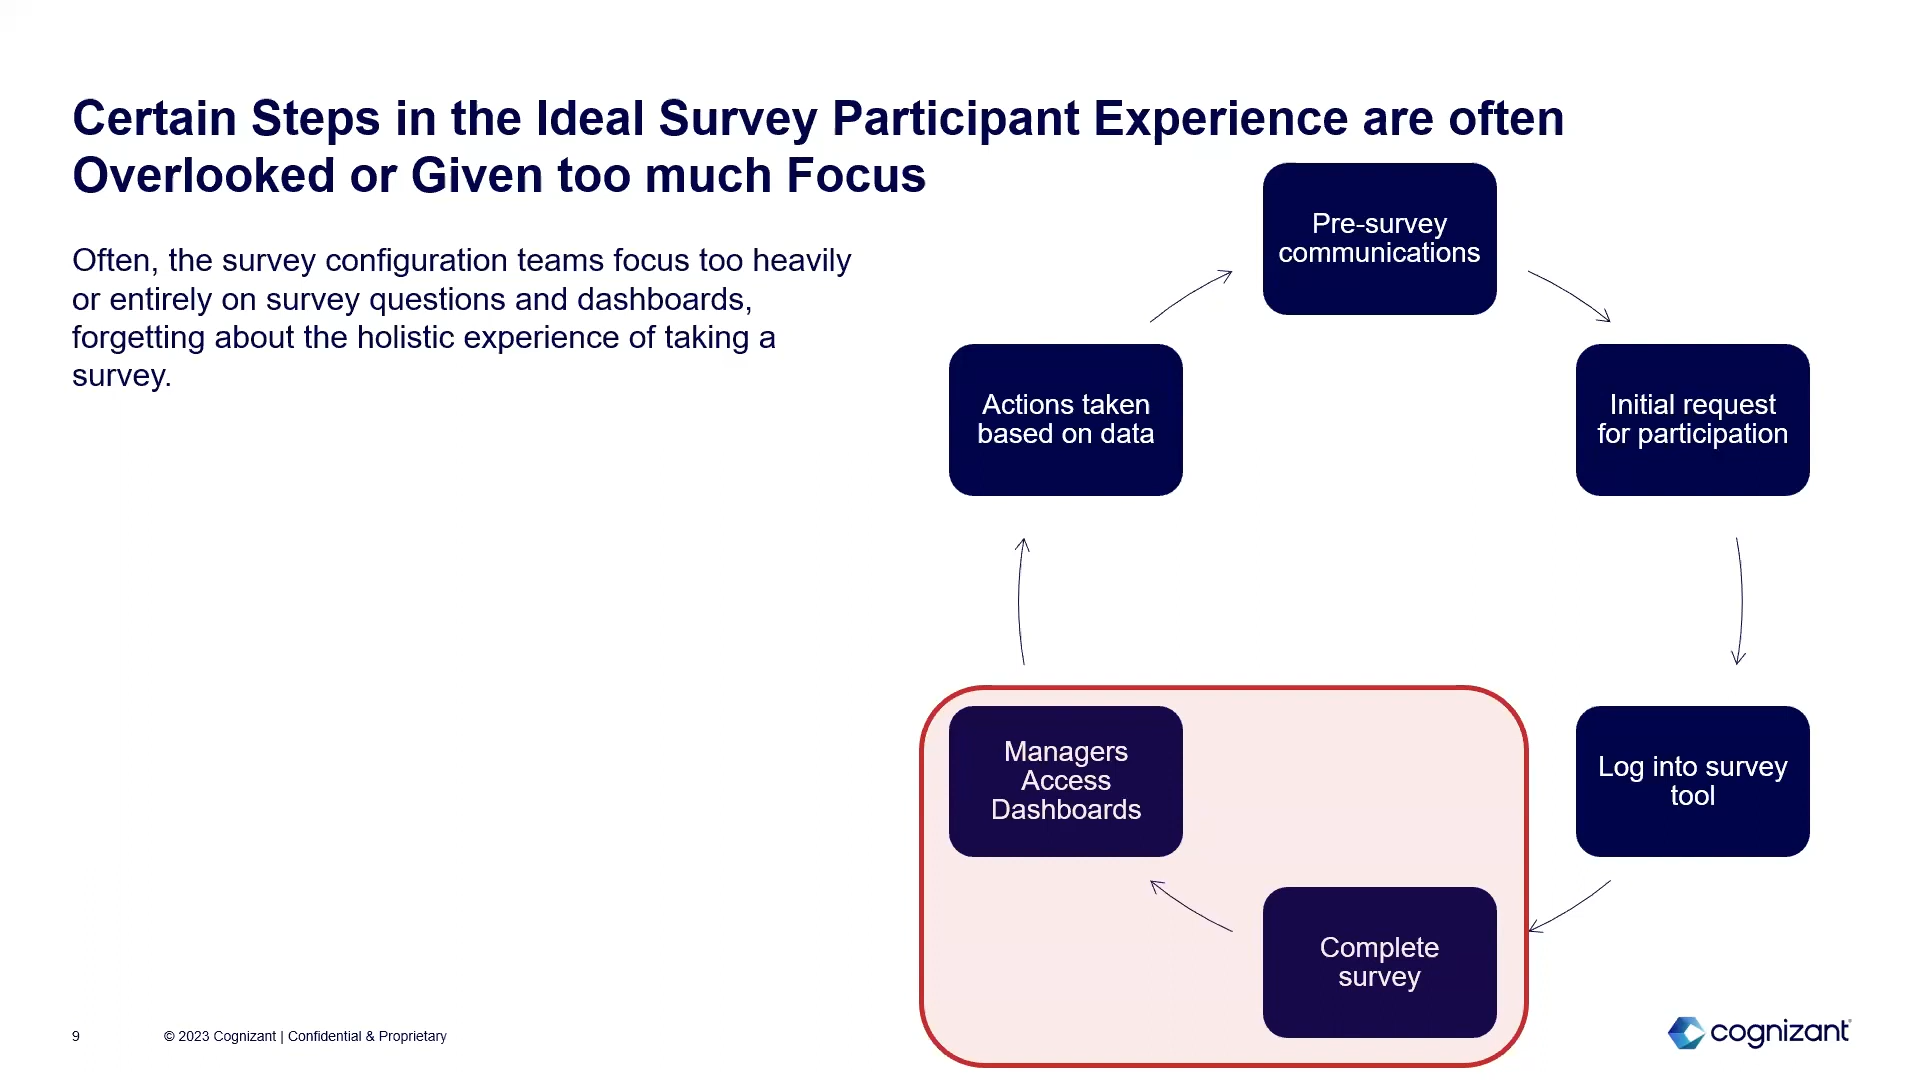 Certain Steps in the Ideal Survey Participant Experience are often
Overlooked or Given too much Focus
Often, the survey configuration teams focus too heavily
or entirely on survey questions and dashboards,
forgetting about the holistic experience of taking a
survey.
Pre-survey
communications
Initial request
for participation
Log into survey
tool
Complete
survey
Managers
Access
Dashboards
Actions taken
based on data
9
© 2023 Cognizant | Confidential & Proprietary
cognizant